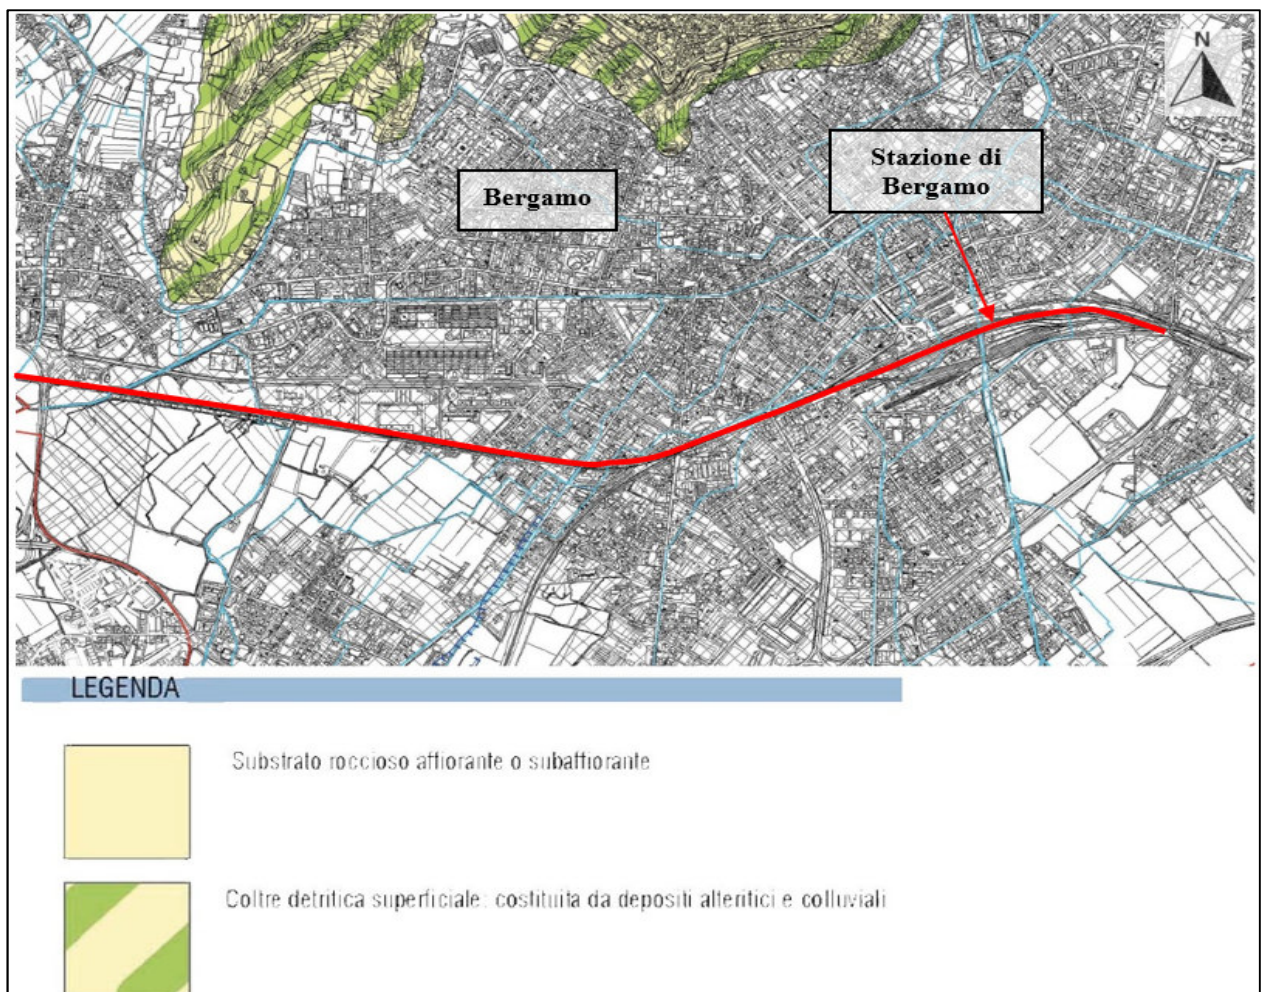 N
Stazione di
Bergamo
Bergamo
LEGENDA
Substrato roccioso affiorante o subaffiorante
Coltre detritica superficiale: costituita da depositi alteritici e colluviali